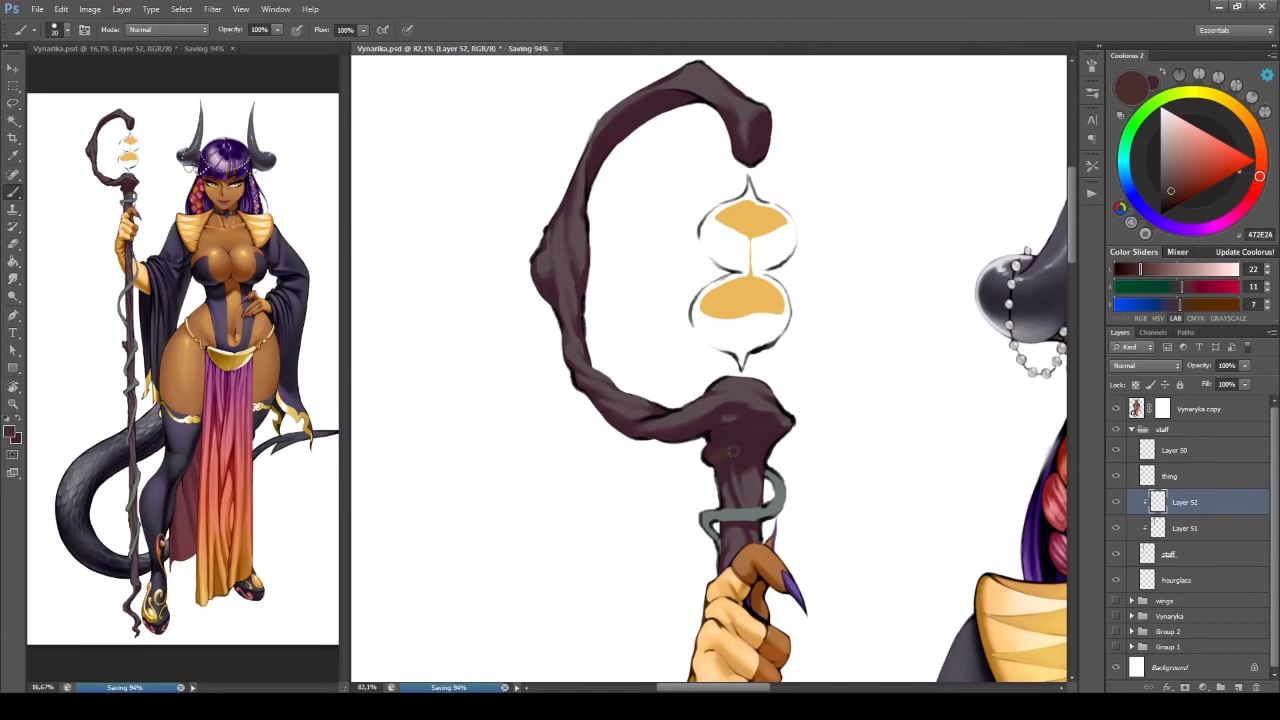 Ps File Edit Image Layer Type Select Filter View Window Help
20 Mode: Normal Opacity: 100% Flow: 100% Essentials
Vynarika.psd @ 16,7% (Layer 52, RGB/8) * - Saving 94% ×
Vynarika.psd @ 82,1% (Layer 52, RGB/8) * - Saving 94% ×
Coolorus 2
472E2A
Color Sliders Mixer Update Coolorus!
L 22
A 11
B 7
RGB HSV LAB CMYK GRAYSCALE
Layers Channels Paths
Kind
Normal Opacity: 100%
Lock: Fill: 100%
Vynaryka copy
staff
Layer 50
thing
Layer 52
Layer 51
staff
hourglass
wings
Vynaryka
Group 2
Group 1
Background
16,67% Saving 94%
82,1% Saving 94%